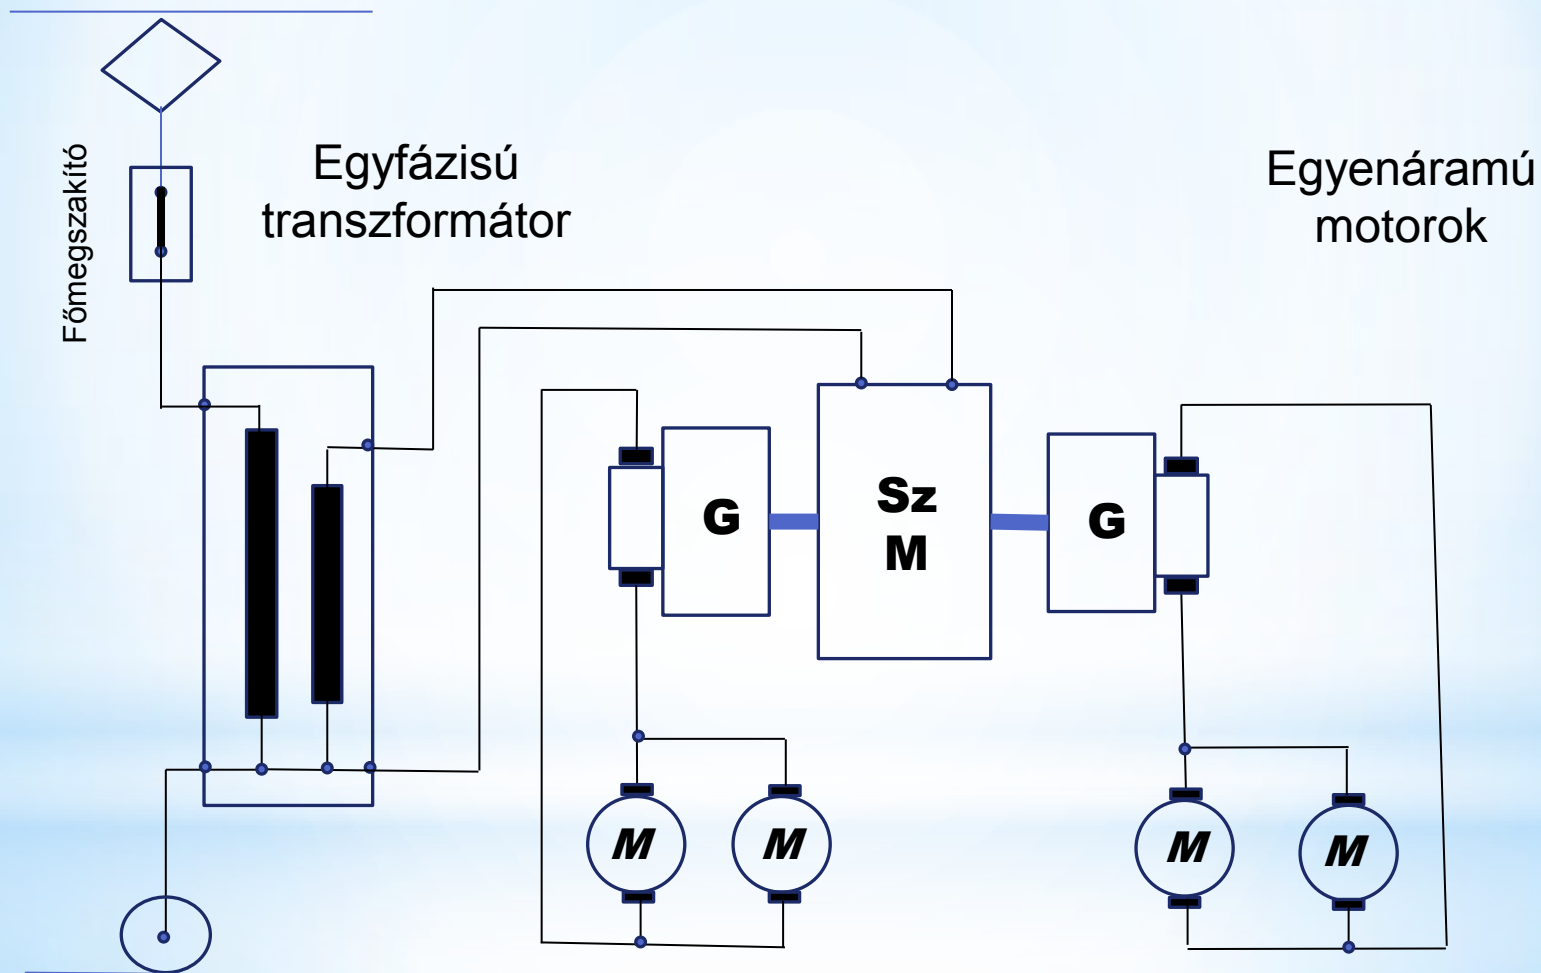 Főmegszakító
Egyfázisú
transzformátor
Egyenáramú
motorok
G
Sz
M
G
M
M
M
M